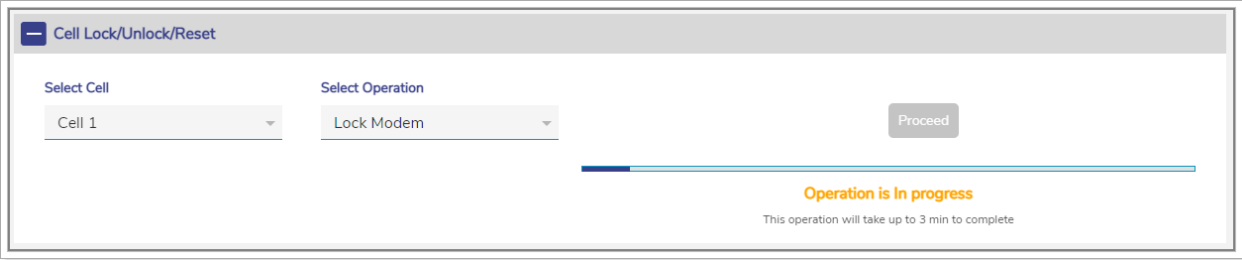 Cell Lock/Unlock/Reset
Select Cell
Select Operation
Cell 1
Lock Modem
Proceed
Operation is In progress
This operation will take up to 3 min to complete